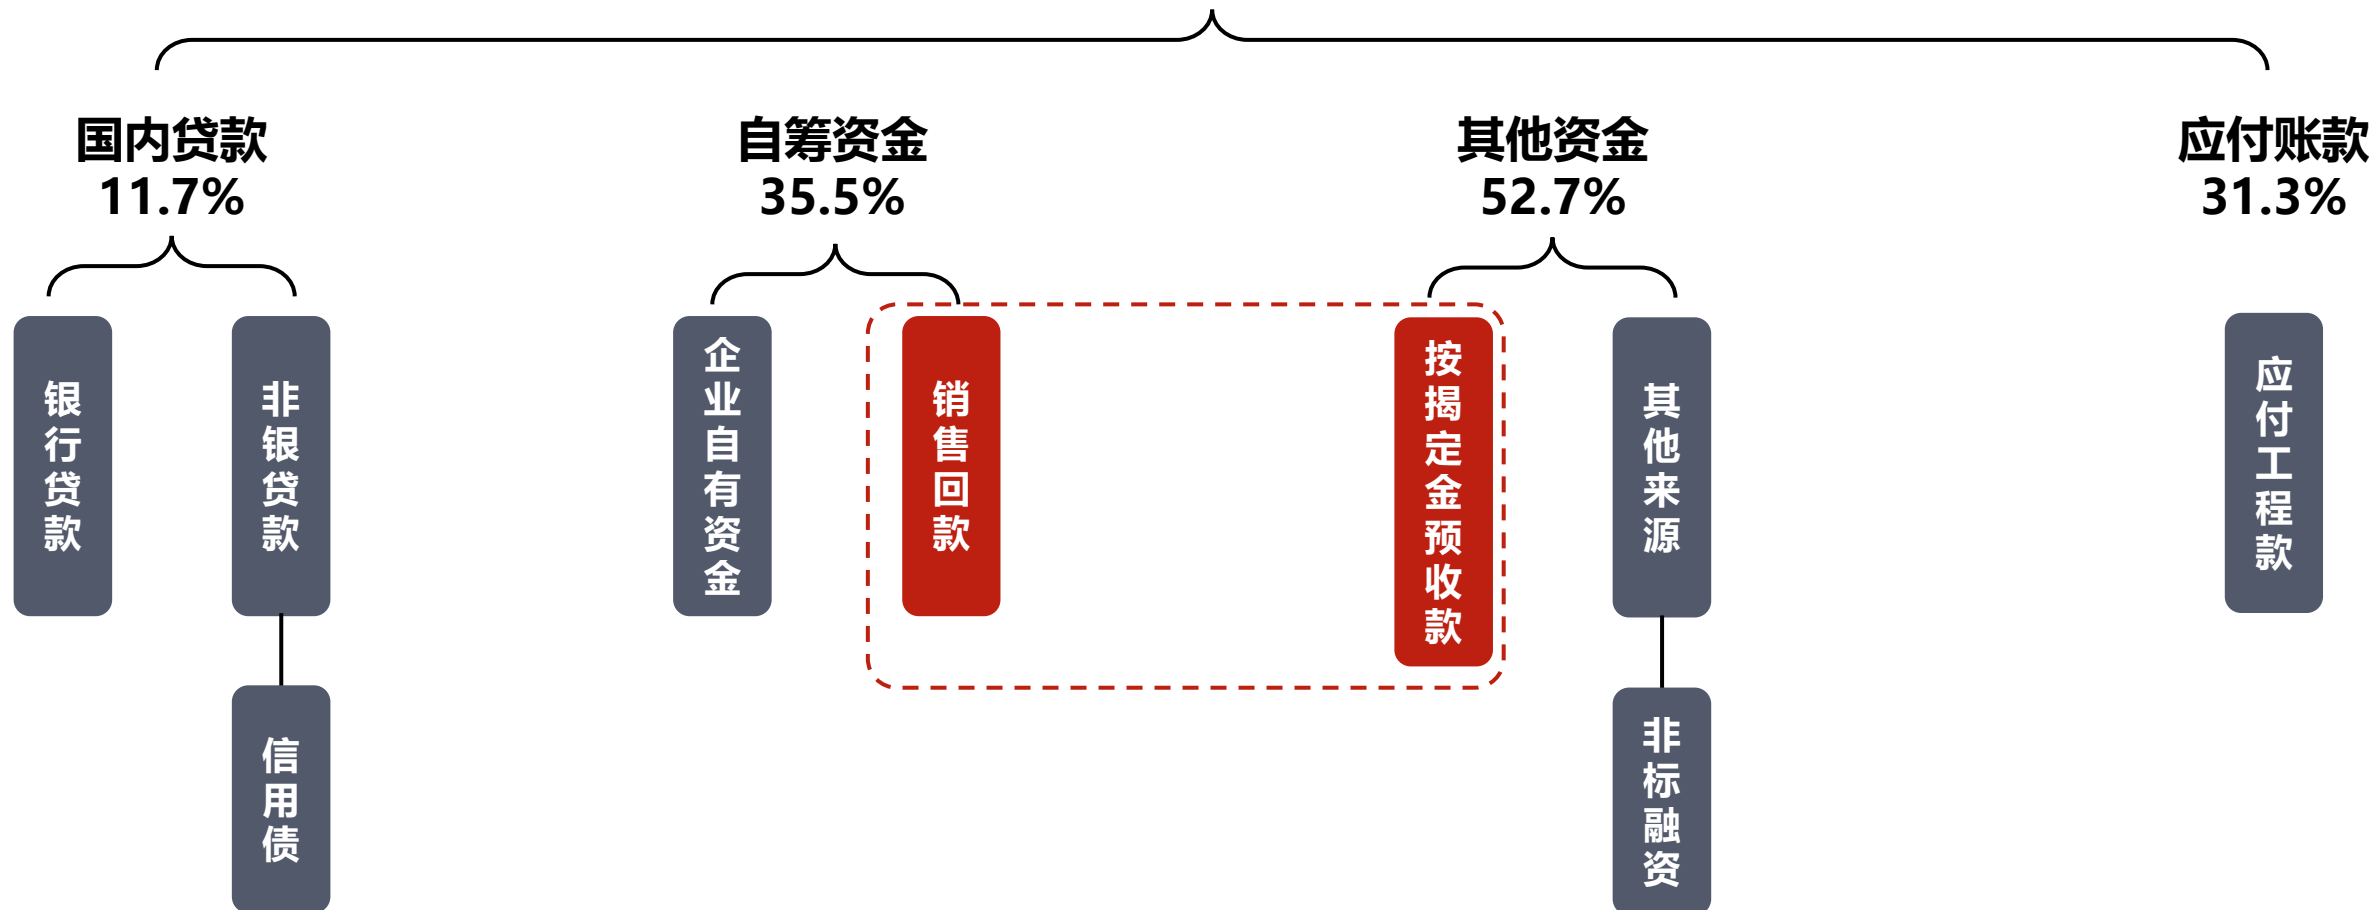 国内贷款
11.7%
自筹资金
35.5%
其他资金
52.7%
应付账款
31.3%
银行贷款
非银贷款
企业自有资金
销售回款
按揭定金预收款
其他来源
应付工程款
信用债
非标融资